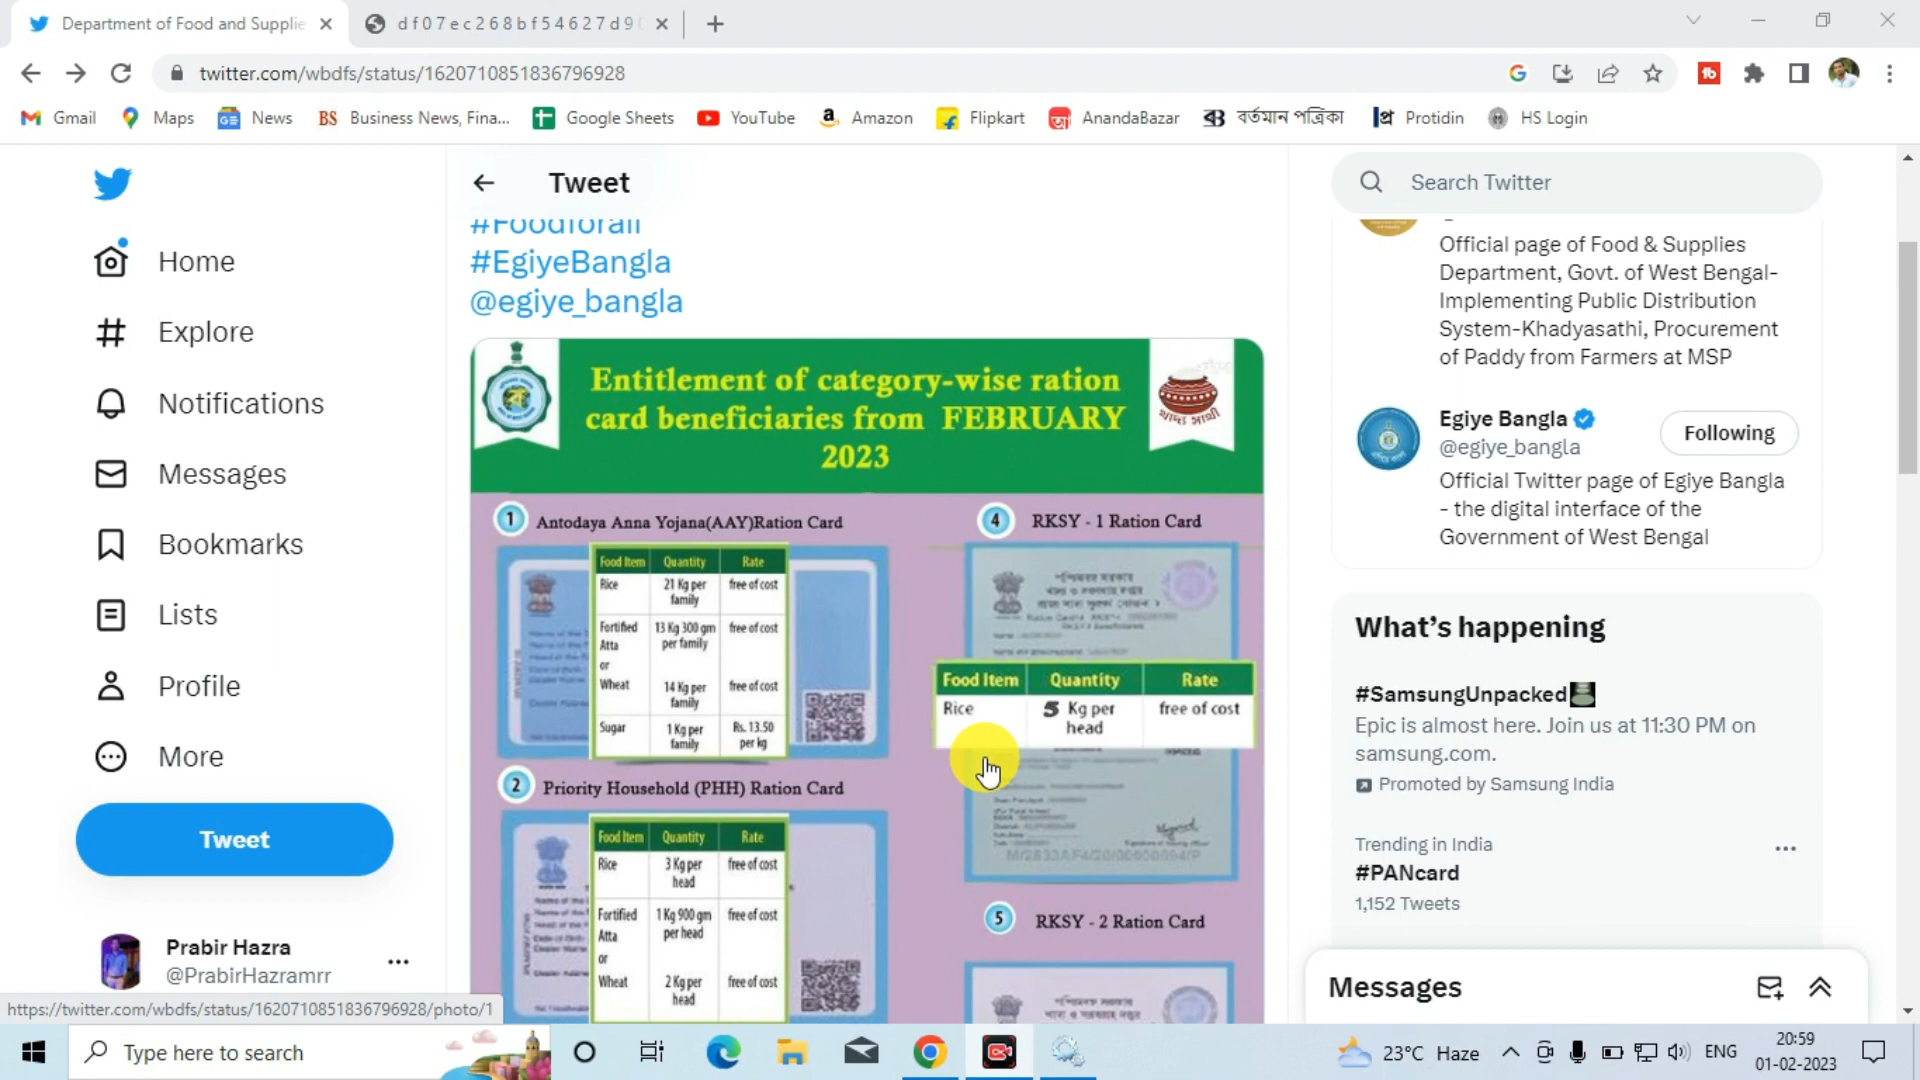 Department of Food and Supplie
df07ec268bf54627d9
twitter.com/wbdfs/status/1620710851836796928
Gmail
Maps
News
BS Business News, Fina...
Google Sheets
YouTube
Amazon
Flipkart
AnandaBazar
বর্তমান পত্রিকা
Protidin
HS Login
Home
Explore
Notifications
Messages
Bookmarks
Lists
Profile
More
Tweet
Prabir Hazra
@PrabirHazramrr
Tweet
#Foodforall
#EgiyeBangla
@egiye_bangla
Entitlement of category-wise ration
card beneficiaries from FEBRUARY
2023
খাদ্য সাথী
1 Antodaya Anna Yojana(AAY)Ration Card
Food Item Quantity Rate
Rice 21 Kg per family free of cost
Fortified Atta 13 Kg 300 gm per family free of cost
or
Wheat 14 Kg per family free of cost
Sugar 1 Kg per family Rs. 13.50 per kg
2 Priority Household (PHH) Ration Card
Food Item Quantity Rate
Rice 3 Kg per head free of cost
Fortified Atta 1 Kg 900 gm per head free of cost
or
Wheat 2 Kg per head free of cost
4 RKSY - 1 Ration Card
Food Item Quantity Rate
Rice 5 Kg per head free of cost
5 RKSY - 2 Ration Card
Search Twitter
Official page of Food & Supplies
Department, Govt. of West Bengal-
Implementing Public Distribution
System-Khadyasathi, Procurement
of Paddy from Farmers at MSP
Egiye Bangla
@egiye_bangla
Following
Official Twitter page of Egiye Bangla
- the digital interface of the
Government of West Bengal
What's happening
#SamsungUnpacked
Epic is almost here. Join us at 11:30 PM on
samsung.com.
Promoted by Samsung India
Trending in India
#PANcard
1,152 Tweets
Messages
https://twitter.com/wbdfs/status/1620710851836796928/photo/1
Type here to search
23°C Haze
ENG
20:59
01-02-2023